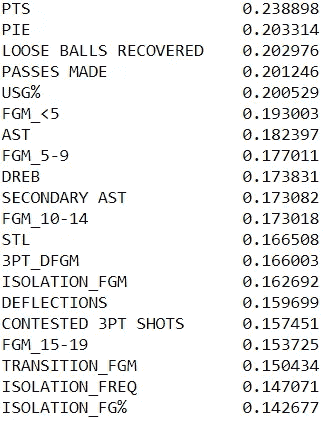 PTS 0.238898
PIE 0.203314
LOOSE BALLS RECOVERED 0.202976
PASSES MADE 0.201246
USG% 0.200529
FGM_<5 0.193003
AST 0.182397
FGM_5-9 0.177011
DREB 0.173831
SECONDARY AST 0.173082
FGM_10-14 0.173018
STL 0.166508
3PT_DFGM 0.166003
ISOLATION_FGM 0.162692
DEFLECTIONS 0.159699
CONTESTED 3PT SHOTS 0.157451
FGM_15-19 0.153725
TRANSITION_FGM 0.150434
ISOLATION_FREQ 0.147071
ISOLATION_FG% 0.142677